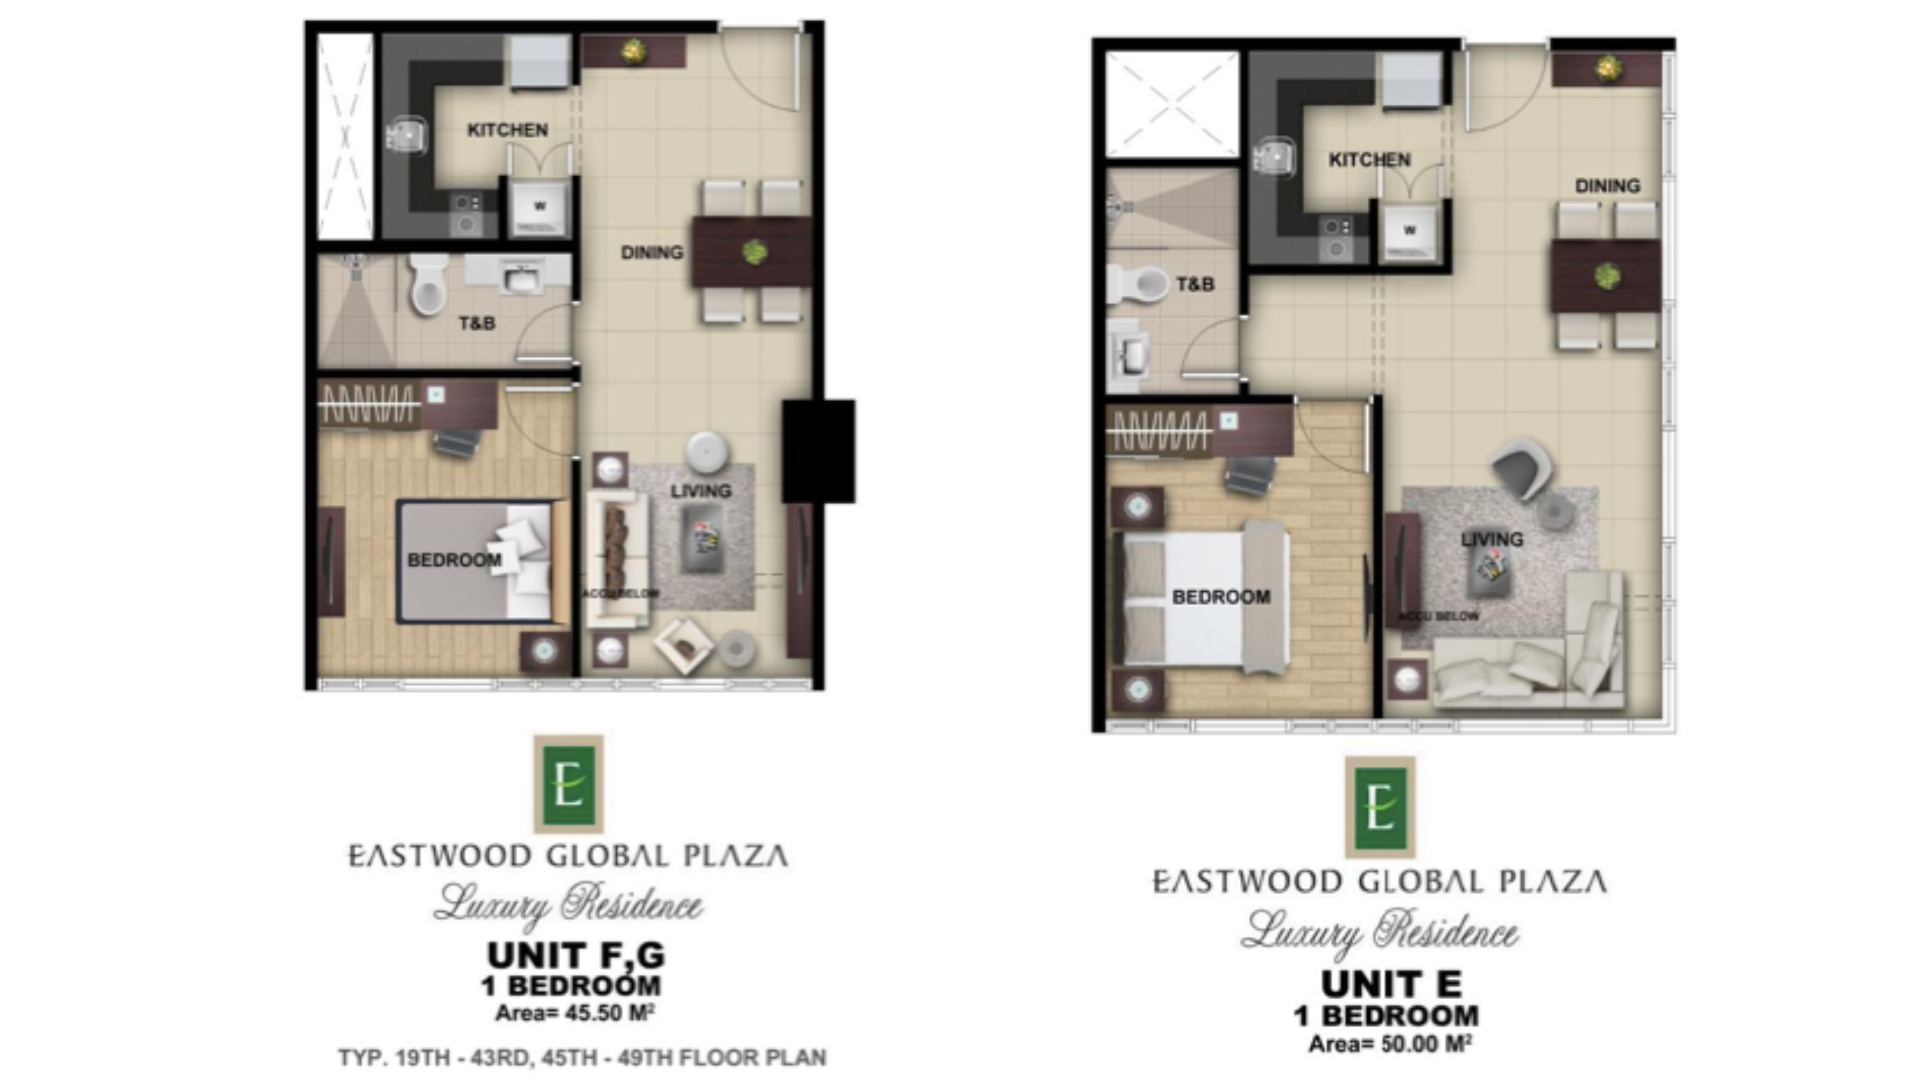 KITCHEN
W
DINING
T&B
LIVING
BEDROOM
ACCU BELOW
E
EASTWOOD GLOBAL PLAZA
Luxury Residence
UNIT F,G
1 BEDROOM
Area= 45.50 M²
TYP. 19TH - 43RD, 45TH - 49TH FLOOR PLAN
KITCHEN
DINING
W
T&B
LIVING
BEDROOM
ACCU BELOW
E
EASTWOOD GLOBAL PLAZA
Luxury Residence
UNIT E
1 BEDROOM
Area= 50.00 M²